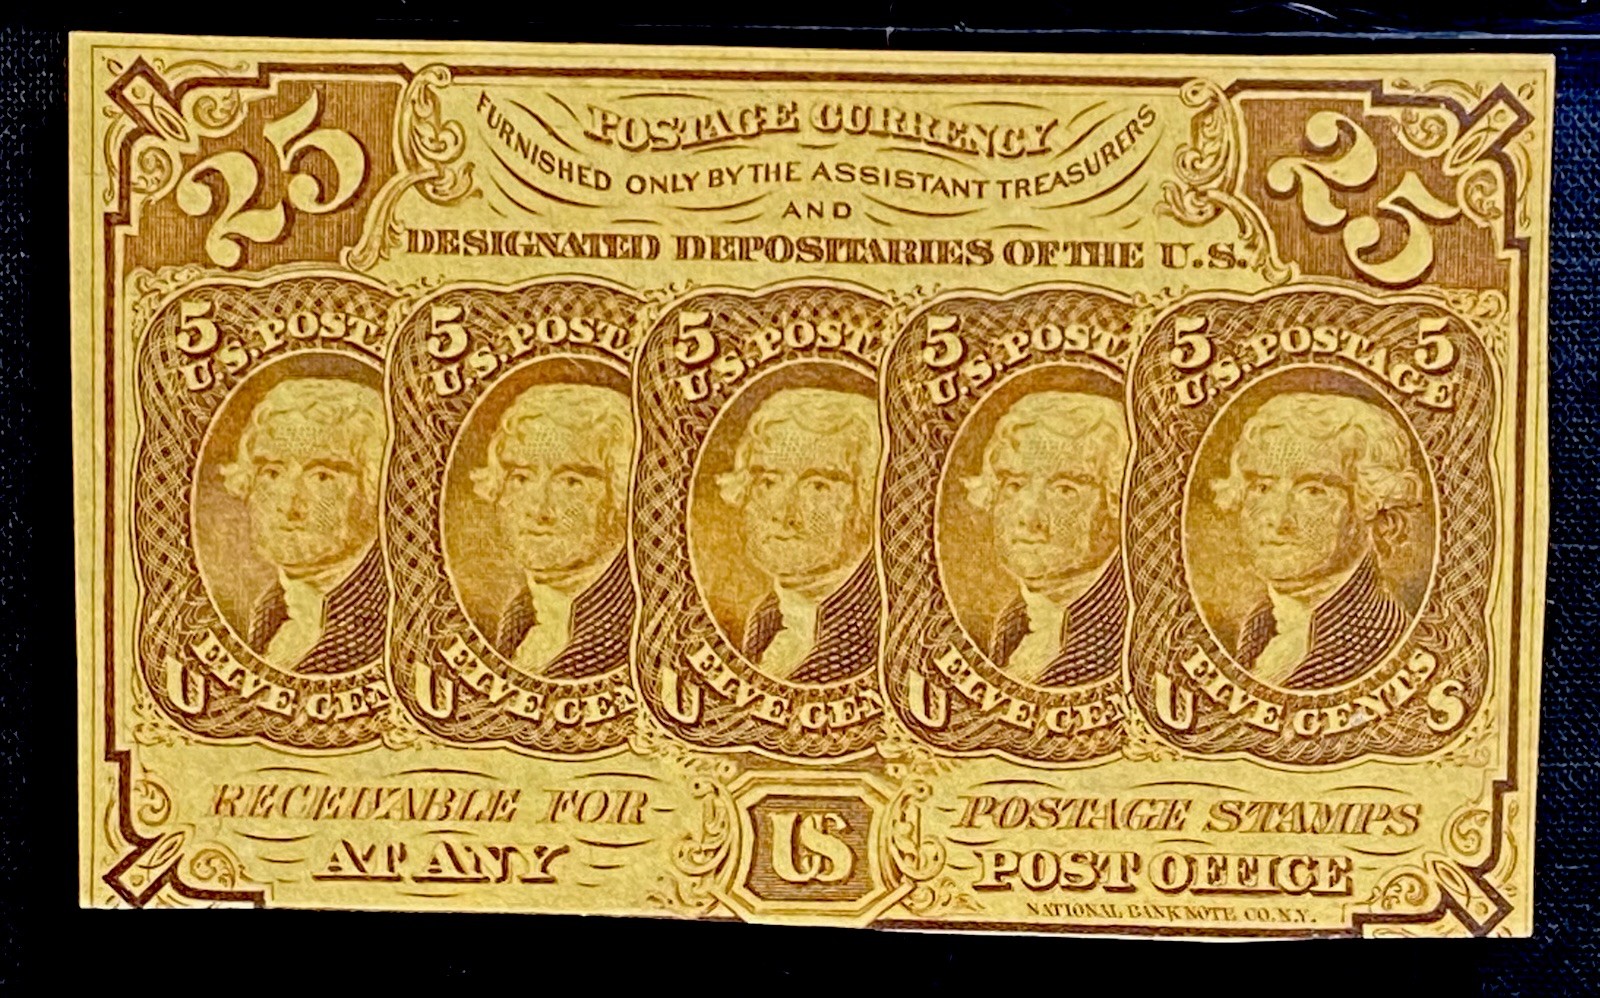 25 POSTAGE CURRENCY 25
FURNISHED ONLY BY THE ASSISTANT TREASURERS
AND
DESIGNATED DEPOSITARIES OF THE U.S.
5 5 5 5 5 5
U.S. POST U.S. POST U.S. POST U.S. POST U.S. POSTAGE
FIVE CEN FIVE CEN FIVE CEN FIVE CEN FIVE CENTS
U U U U U S
RECEIVABLE FOR POSTAGE STAMPS
US
AT ANY POST OFFICE
NATIONAL BANK NOTE CO. N.Y.